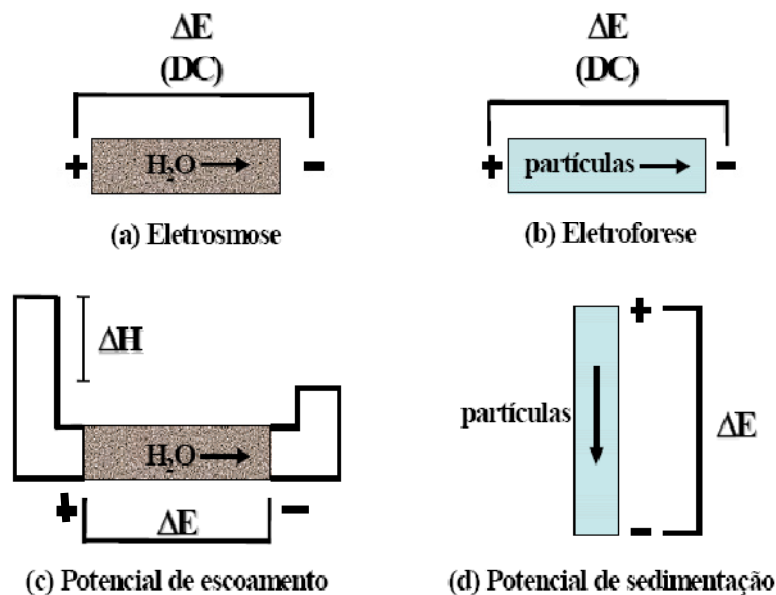 ΔE
(DC)
+ H₂O -
(a) Eletrosmose
ΔE
(DC)
+ partículas -
(b) Eletroforese
ΔH
H₂O
+ ΔE -
(c) Potencial de escoamento
+
partículas
ΔE
-
(d) Potencial de sedimentação